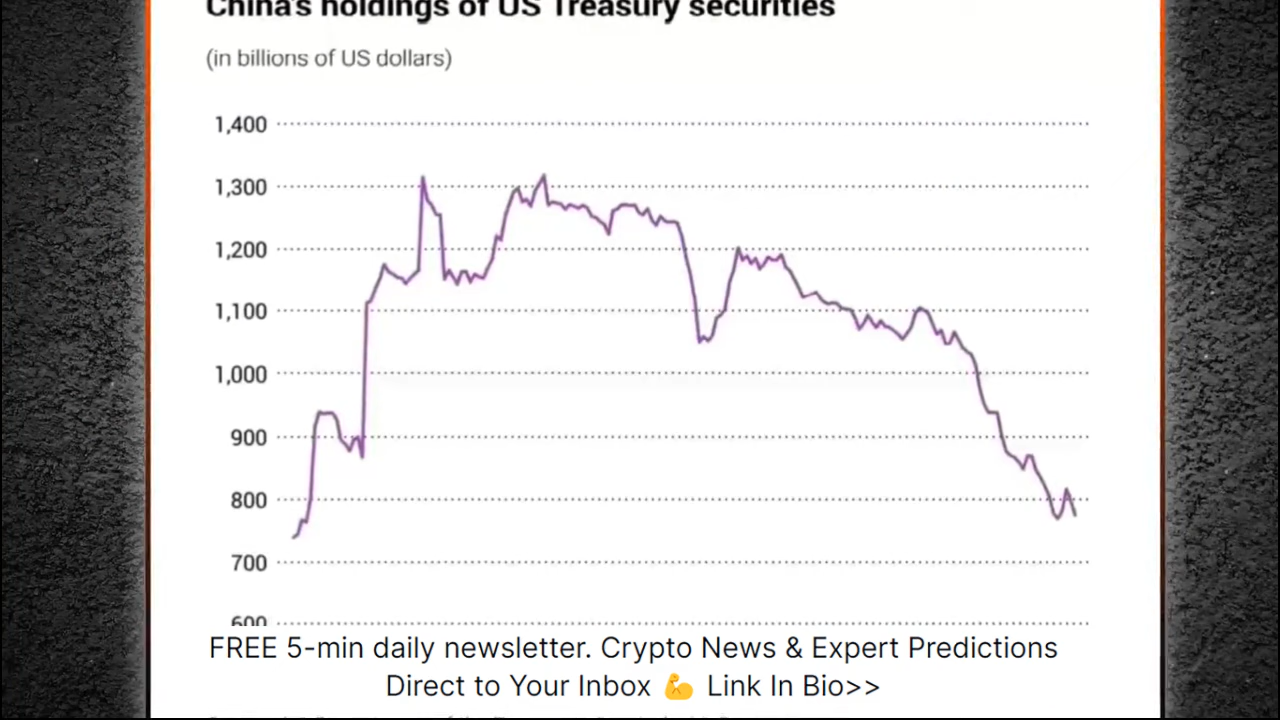 China's holdings of US Treasury securities
(in billions of US dollars)
1,400
1,300
1,200
1,100
1,000
900
800
700
600
FREE 5-min daily newsletter. Crypto News & Expert Predictions
Direct to Your Inbox 💪 Link In Bio>>